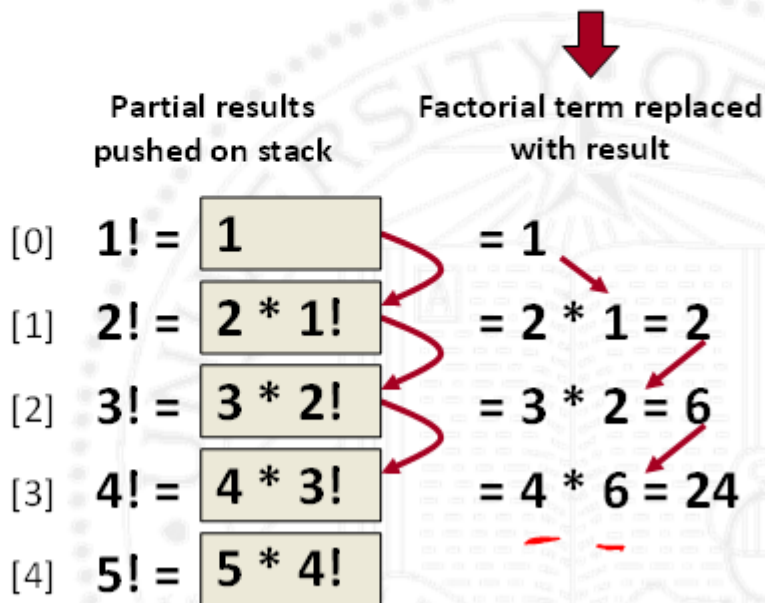 Partial results
pushed on stack
Factorial term replaced
with result
[0] 1! = 1 = 1
[1] 2! = 2 * 1! = 2 * 1 = 2
[2] 3! = 3 * 2! = 3 * 2 = 6
[3] 4! = 4 * 3! = 4 * 6 = 24
[4] 5! = 5 * 4!
UNIVERSITY OF